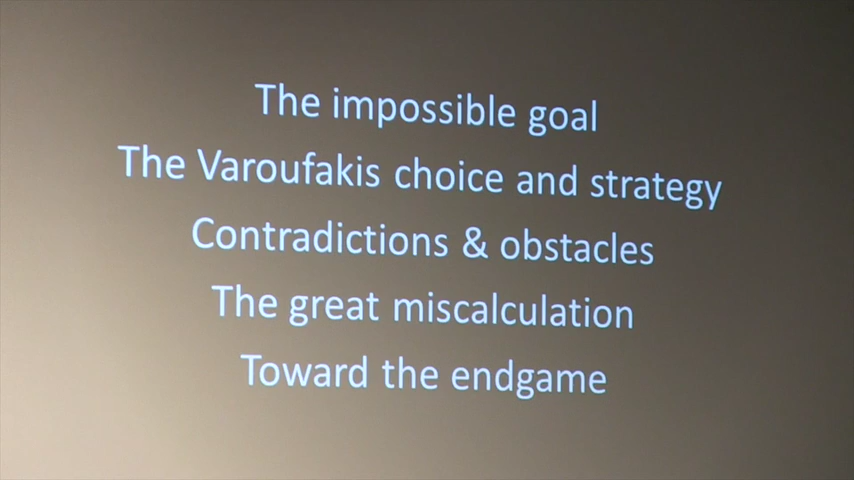 The impossible goal
The Varoufakis choice and strategy
Contradictions & obstacles
The great miscalculation
Toward the endgame